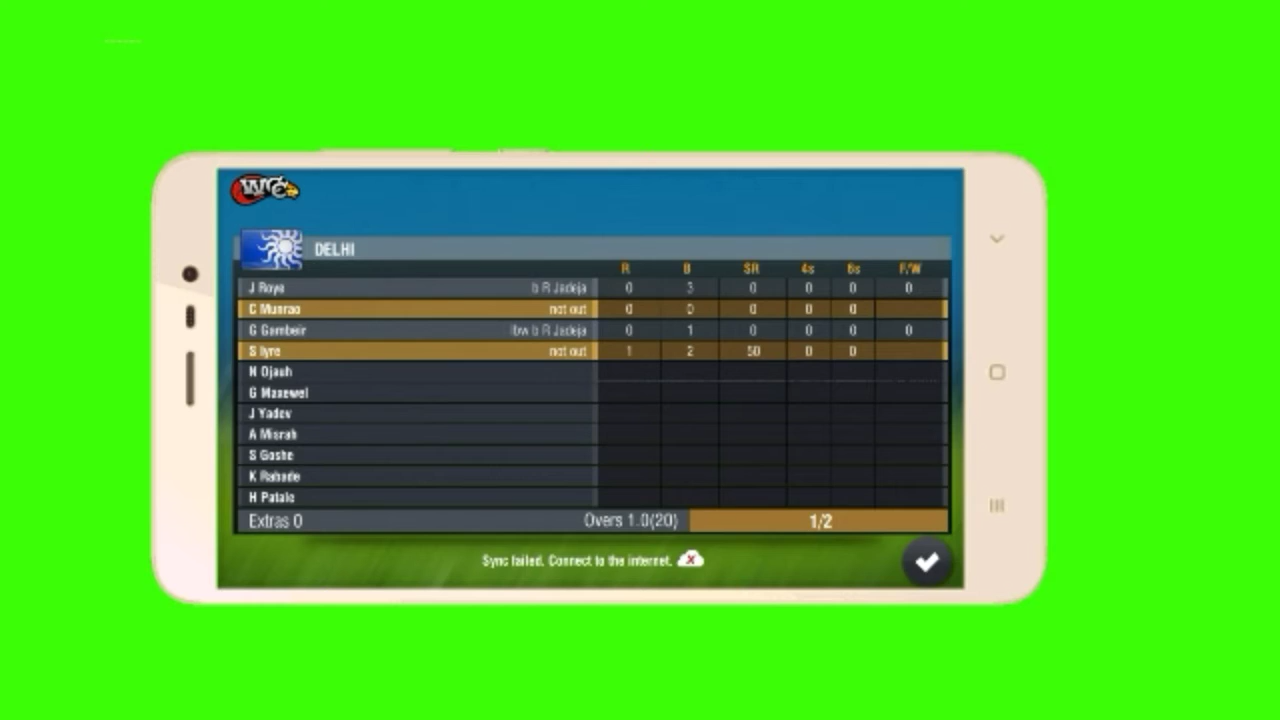 WCC
DELHI
R B SR 4s 6s F/W
J Roye b R Jadeja 0 3 0 0 0 0
C Munrao not out 0 0 0 0 0
G Gambeir lbw b R Jadeja 0 1 0 0 0 0
S Iyre not out 1 2 50 0 0
N Ojauh
G Maxewel
J Yadev
A Misrah
S Goshe
K Rabade
H Patale
Extras 0 Overs 1.0(20) 1/2
Sync failed. Connect to the internet.